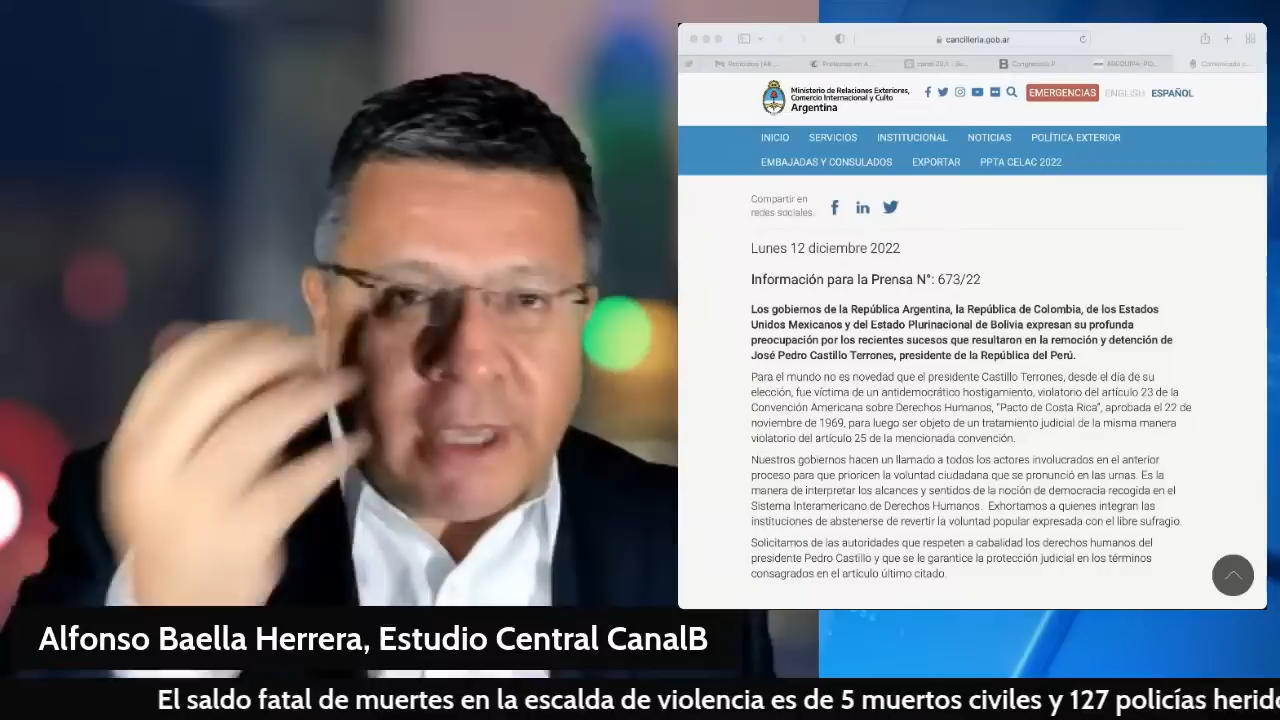 cancilleria.gob.ar
Recibidos (48...
Protestas en A...
canal 20,1 - Bu...
Congresista P...
AREQUIPA: PO...
Comunicado c...
Ministerio de Relaciones Exteriores,
Comercio Internacional y Culto
Argentina
EMERGENCIAS
ENGLISH
ESPAÑOL
INICIO
SERVICIOS
INSTITUCIONAL
NOTICIAS
POLÍTICA EXTERIOR
EMBAJADAS Y CONSULADOS
EXPORTAR
PPTA CELAC 2022
Compartir en
redes sociales
Lunes 12 diciembre 2022
Información para la Prensa N°: 673/22
Los gobiernos de la República Argentina, la República de Colombia, de los Estados
Unidos Mexicanos y del Estado Plurinacional de Bolivia expresan su profunda
preocupación por los recientes sucesos que resultaron en la remoción y detención de
José Pedro Castillo Terrones, presidente de la República del Perú.
Para el mundo no es novedad que el presidente Castillo Terrones, desde el día de su
elección, fue víctima de un antidemocrático hostigamiento, violatorio del artículo 23 de la
Convención Americana sobre Derechos Humanos, "Pacto de Costa Rica", aprobada el 22 de
noviembre de 1969, para luego ser objeto de un tratamiento judicial de la misma manera
violatorio del artículo 25 de la mencionada convención.
Nuestros gobiernos hacen un llamado a todos los actores involucrados en el anterior
proceso para que prioricen la voluntad ciudadana que se pronunció en las urnas. Es la
manera de interpretar los alcances y sentidos de la noción de democracia recogida en el
Sistema Interamericano de Derechos Humanos. Exhortamos a quienes integran las
instituciones de abstenerse de revertir la voluntad popular expresada con el libre sufragio.
Solicitamos de las autoridades que respeten a cabalidad los derechos humanos del
presidente Pedro Castillo y que se le garantice la protección judicial en los términos
consagrados en el artículo último citado.
Alfonso Baella Herrera, Estudio Central CanalB
El saldo fatal de muertes en la escalda de violencia es de 5 muertos civiles y 127 policías herido